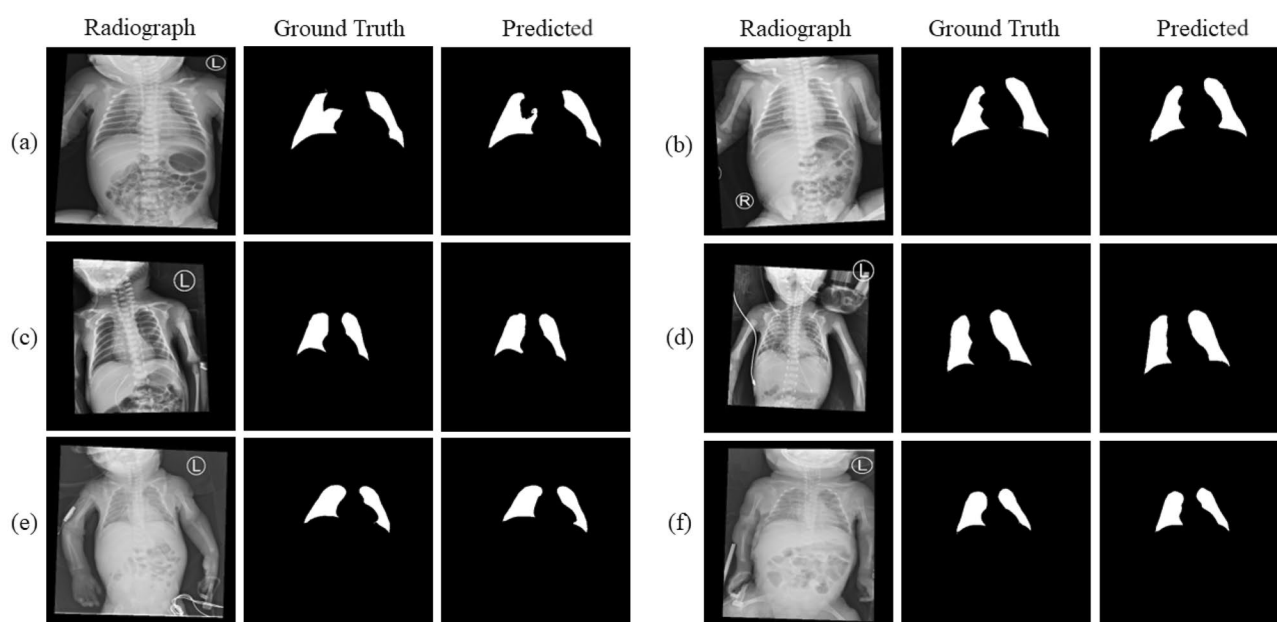 Radiograph Ground Truth Predicted Radiograph Ground Truth Predicted
L
(a)
(b)
R
L
(c)
L
(d)
L
(e)
L
(f)